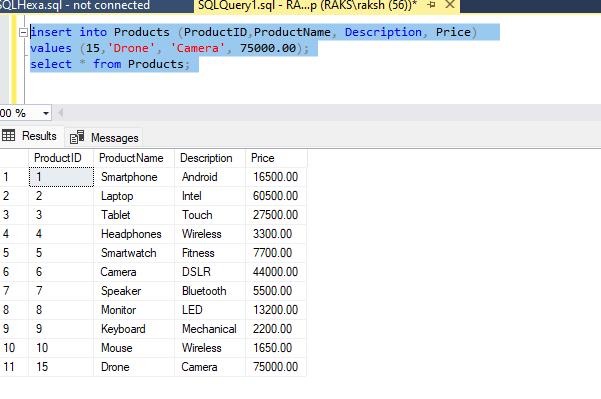 SQLHexa.sql - not connected SQLQuery1.sql - RA...p (RAKS\raksh (56))*
insert into Products (ProductID,ProductName, Description, Price)
values (15,'Drone', 'Camera', 75000.00);
select * from Products;
00 %
Results Messages
ProductID ProductName Description Price
1 1 Smartphone Android 16500.00
2 2 Laptop Intel 60500.00
3 3 Tablet Touch 27500.00
4 4 Headphones Wireless 3300.00
5 5 Smartwatch Fitness 7700.00
6 6 Camera DSLR 44000.00
7 7 Speaker Bluetooth 5500.00
8 8 Monitor LED 13200.00
9 9 Keyboard Mechanical 2200.00
10 10 Mouse Wireless 1650.00
11 15 Drone Camera 75000.00